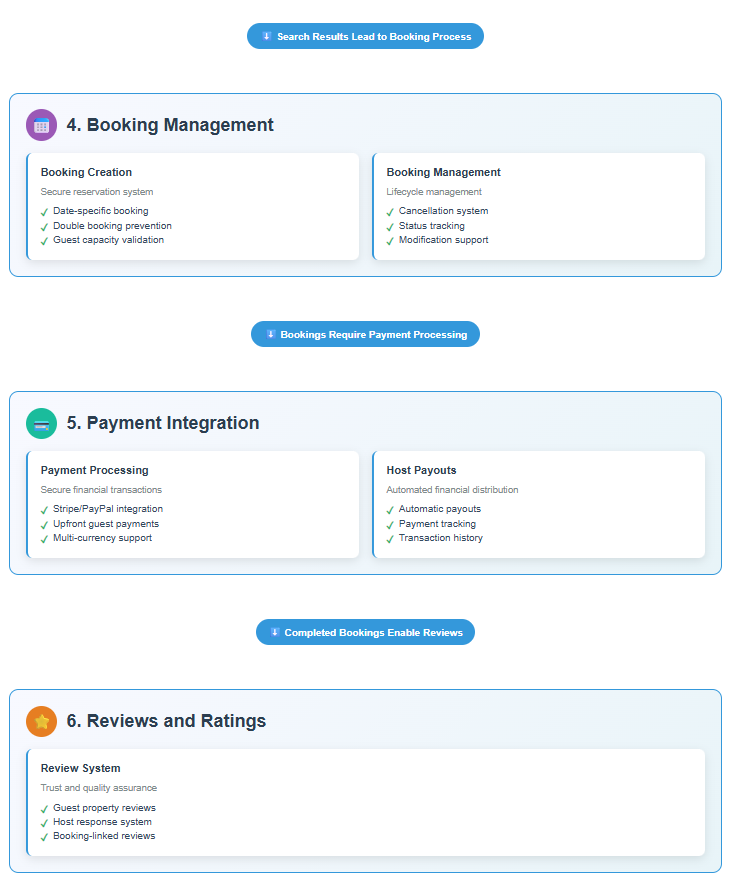 ⬇️ Search Results Lead to Booking Process
4. Booking Management
Booking Creation
Secure reservation system
✓ Date-specific booking
✓ Double booking prevention
✓ Guest capacity validation
Booking Management
Lifecycle management
✓ Cancellation system
✓ Status tracking
✓ Modification support
⬇️ Bookings Require Payment Processing
5. Payment Integration
Payment Processing
Secure financial transactions
✓ Stripe/PayPal integration
✓ Upfront guest payments
✓ Multi-currency support
Host Payouts
Automated financial distribution
✓ Automatic payouts
✓ Payment tracking
✓ Transaction history
⬇️ Completed Bookings Enable Reviews
6. Reviews and Ratings
Review System
Trust and quality assurance
✓ Guest property reviews
✓ Host response system
✓ Booking-linked reviews